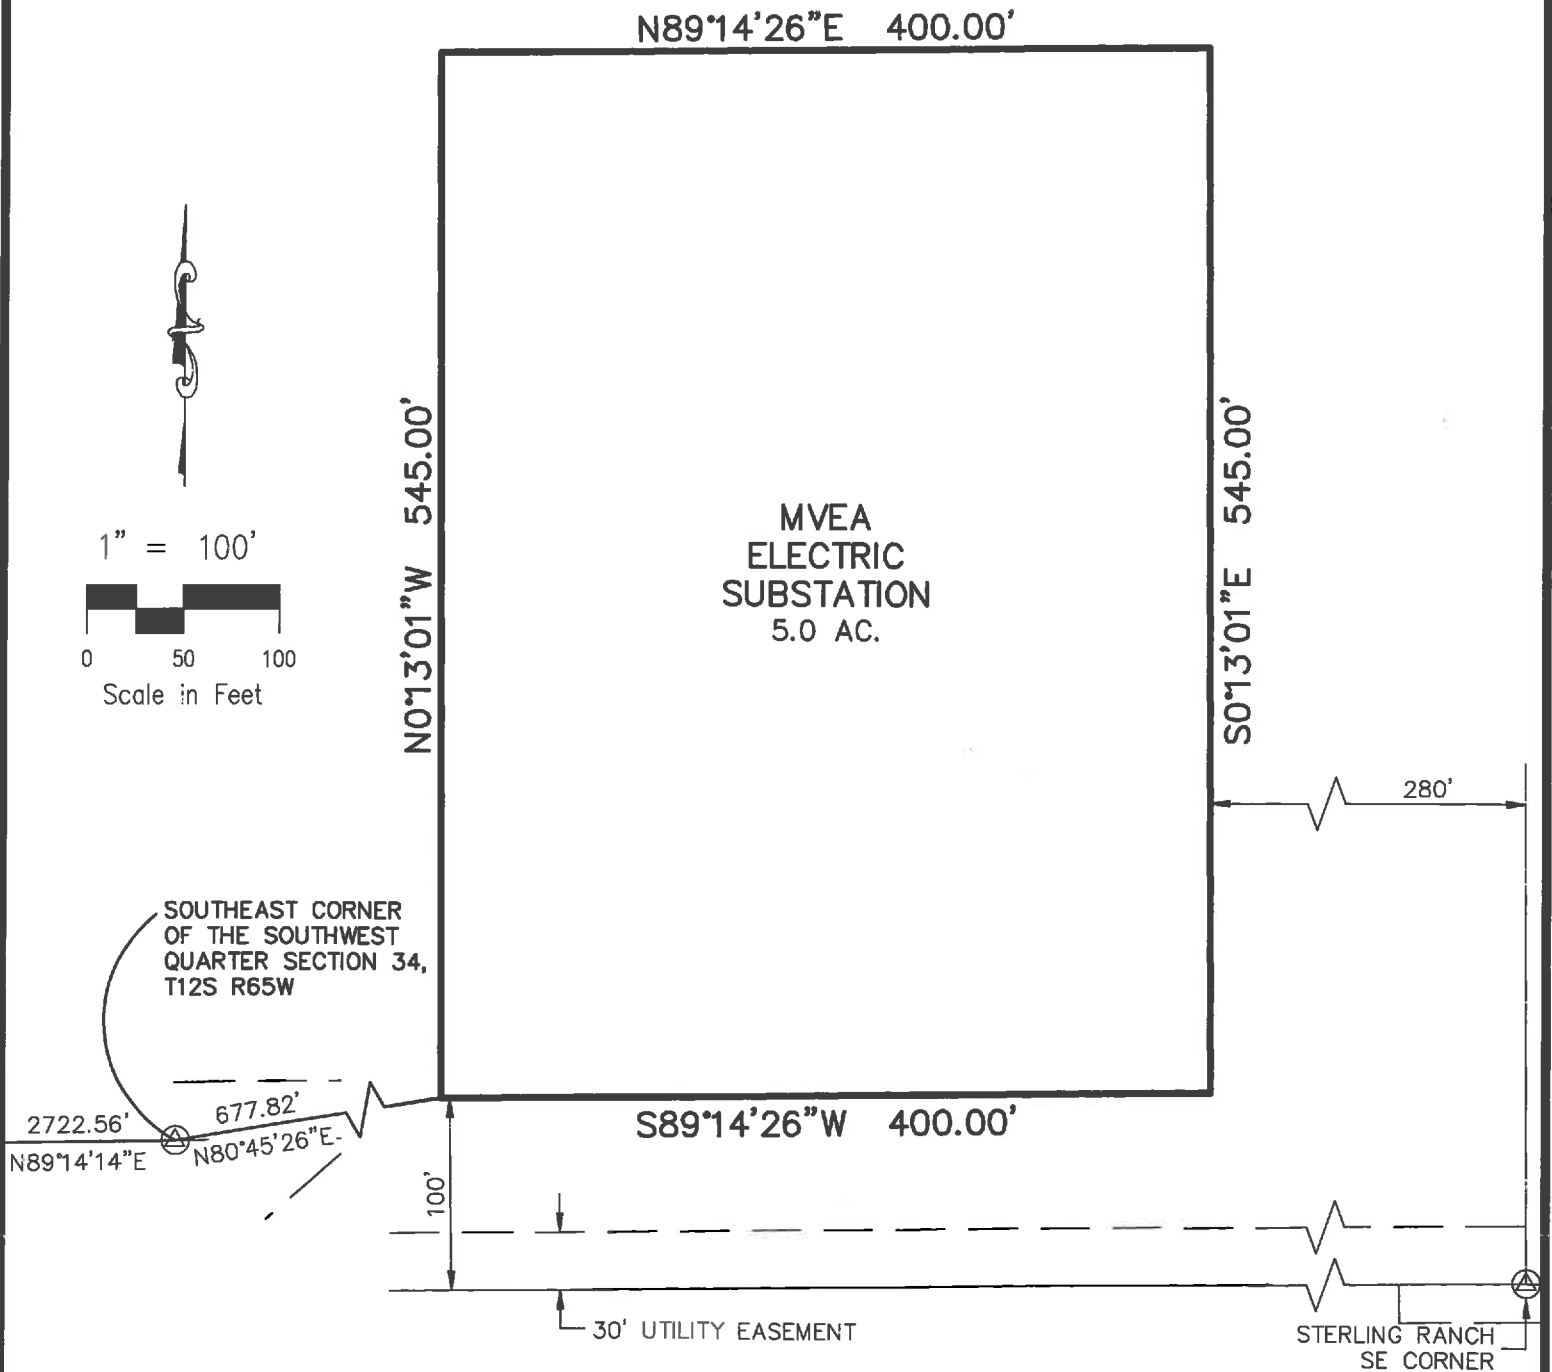 N89°14'26"E 400.00'
N0°13'01"W 545.00'
S0°13'01"E 545.00'
1" = 100'
0 50 100
Scale in Feet
MVEA
ELECTRIC
SUBSTATION
5.0 AC.
280'
SOUTHEAST CORNER
OF THE SOUTHWEST
QUARTER SECTION 34,
T12S R65W
2722.56'
N89°14'14"E
677.82'
N80°45'26"E
S89°14'26"W 400.00'
100'
30' UTILITY EASEMENT
STERLING RANCH
SE CORNER